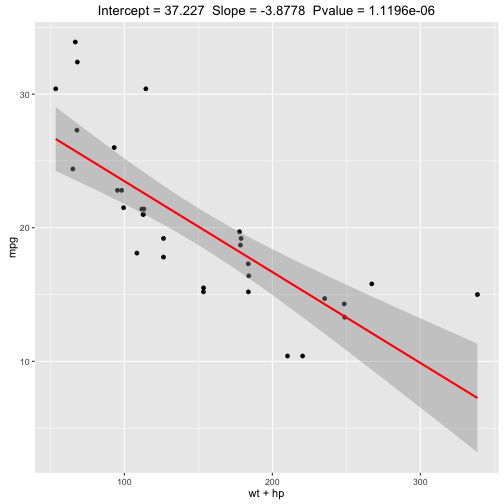 Intercept = 37.227 Slope = -3.8778 Pvalue = 1.1196e-06
30
20
10
mpg
100 200 300
wt + hp